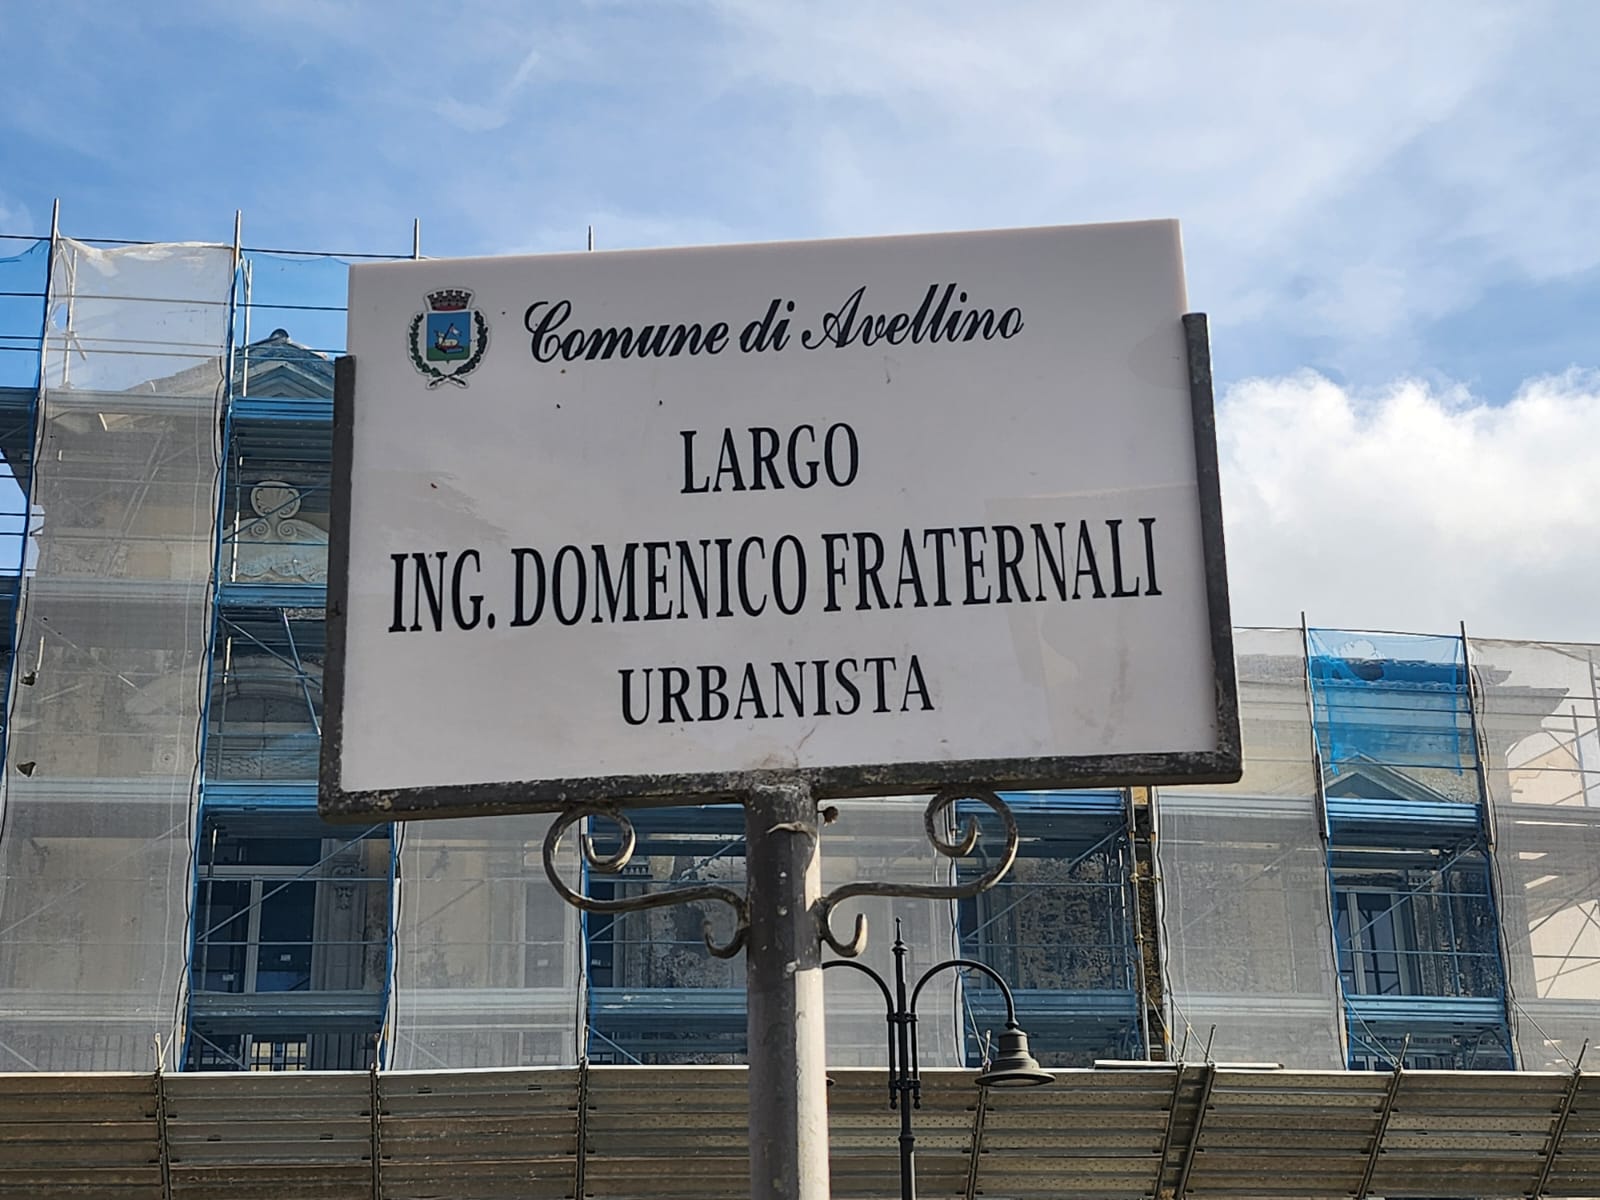 Comune di Avellino
LARGO
ING. DOMENICO FRATERNALI
URBANISTA